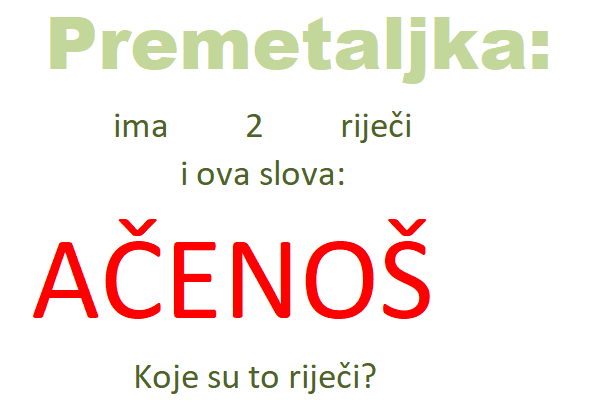 Premetaljka:
ima 2 riječi
i ova slova:
AČENOŠ
Koje su to riječi?